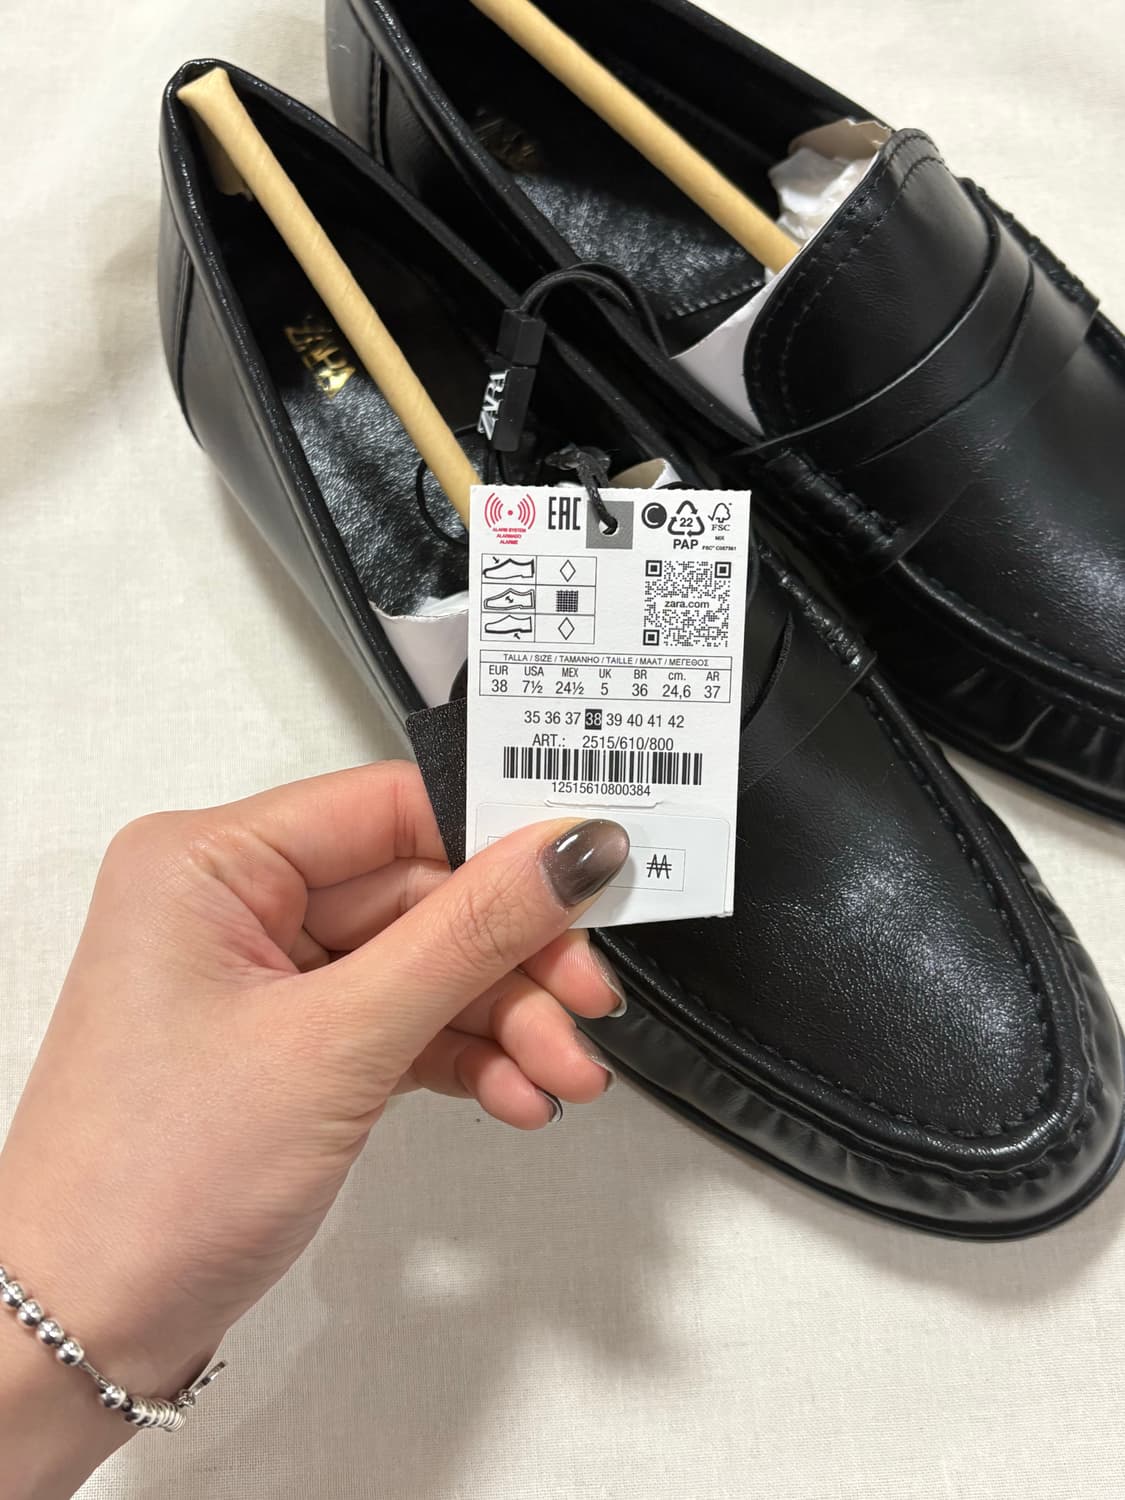 ZARA
ZARA
ALARM SYSTEM
ALARMADO
ALARME
EAC
C
22
PAP
FSC
MIX
FSC® C087981
zara.com
TALLA / SIZE / TAMANHO / TAILLE / MAAT / ΜΕΓΕΘΟΣ
EUR USA MEX UK BR cm. AR
38 7½ 24½ 5 36 24,6 37
35 36 37 38 39 40 41 42
ART.: 2515/610/800
12515610800384